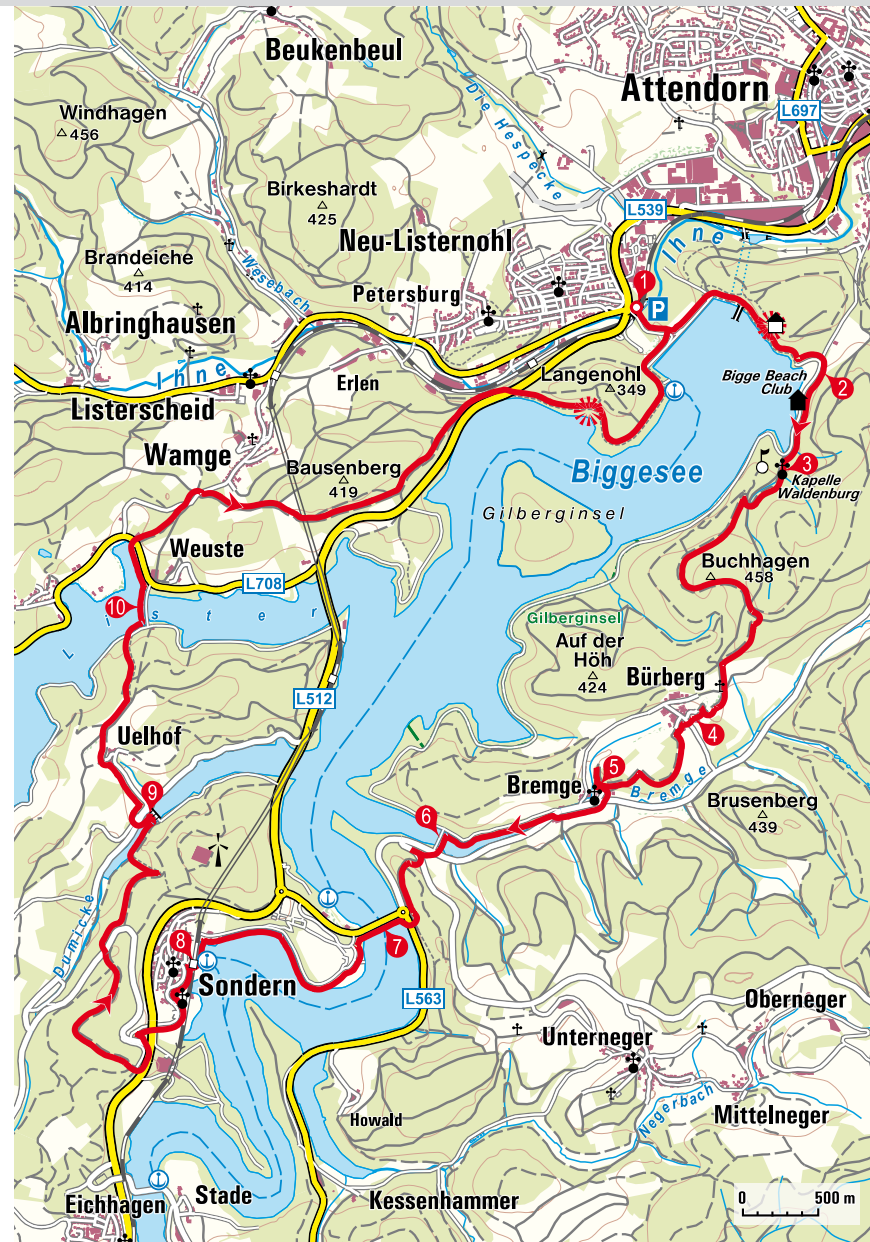 Beukenbeul
Attendorn
Die Hespecke
L697
Windhagen
456
Birkeshardt
425
L539
Ihne
Neu-Listernohl
Brandeiche
414
Wesebach
1
P
Petersburg
Albringhausen
Ihne
Erlen
Langenohl
349
Bigge Beach
Club
2
Listerscheid
Wamge
Bausenberg
419
Biggesee
3
Kapelle
Waldenburg
Gilberginsel
Weuste
L708
Buchhagen
458
10
Lister
Gilberginsel
Auf der
Höh
424
Bürberg
L512
4
Uelhof
5
Bremge
Bremge
9
6
Brusenberg
439
Dumicke
8
7
Sondern
L563
Oberneger
Unterneger
Negerbach
Mittelneger
Howald
Eichhagen
Stade
Kessenhammer
0
500 m